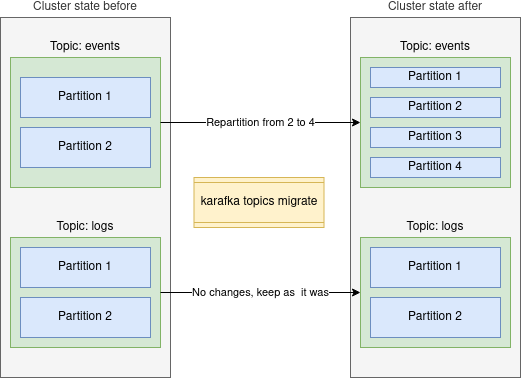 Cluster state before
Cluster state after
Topic: events
Partition 1
Partition 2
Repartition from 2 to 4
Topic: events
Partition 1
Partition 2
Partition 3
Partition 4
karafka topics migrate
Topic: logs
Partition 1
Partition 2
No changes, keep as it was
Topic: logs
Partition 1
Partition 2